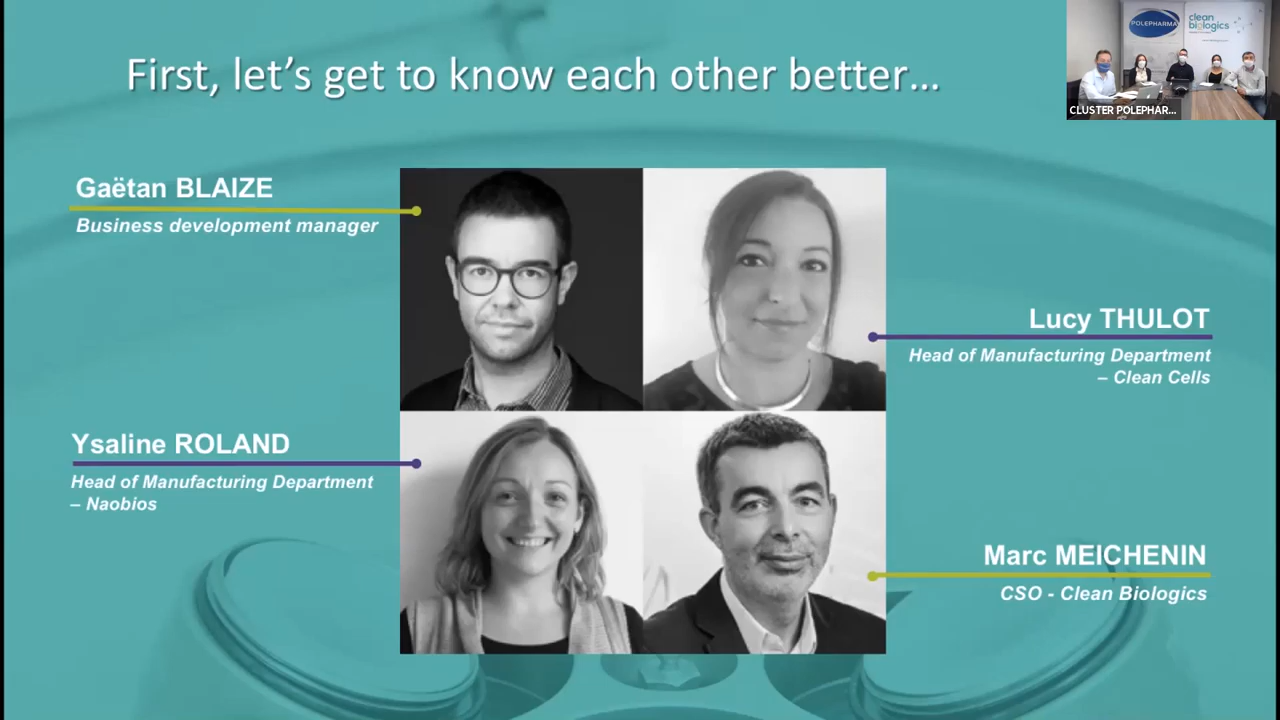 First, let's get to know each other better...
POLEPHARMA
clean
biologics
CLUSTER POLEPHAR...
Gaëtan BLAIZE
Business development manager
Lucy THULOT
Head of Manufacturing Department
– Clean Cells
Ysaline ROLAND
Head of Manufacturing Department
– Naobios
Marc MEICHENIN
CSO - Clean Biologics